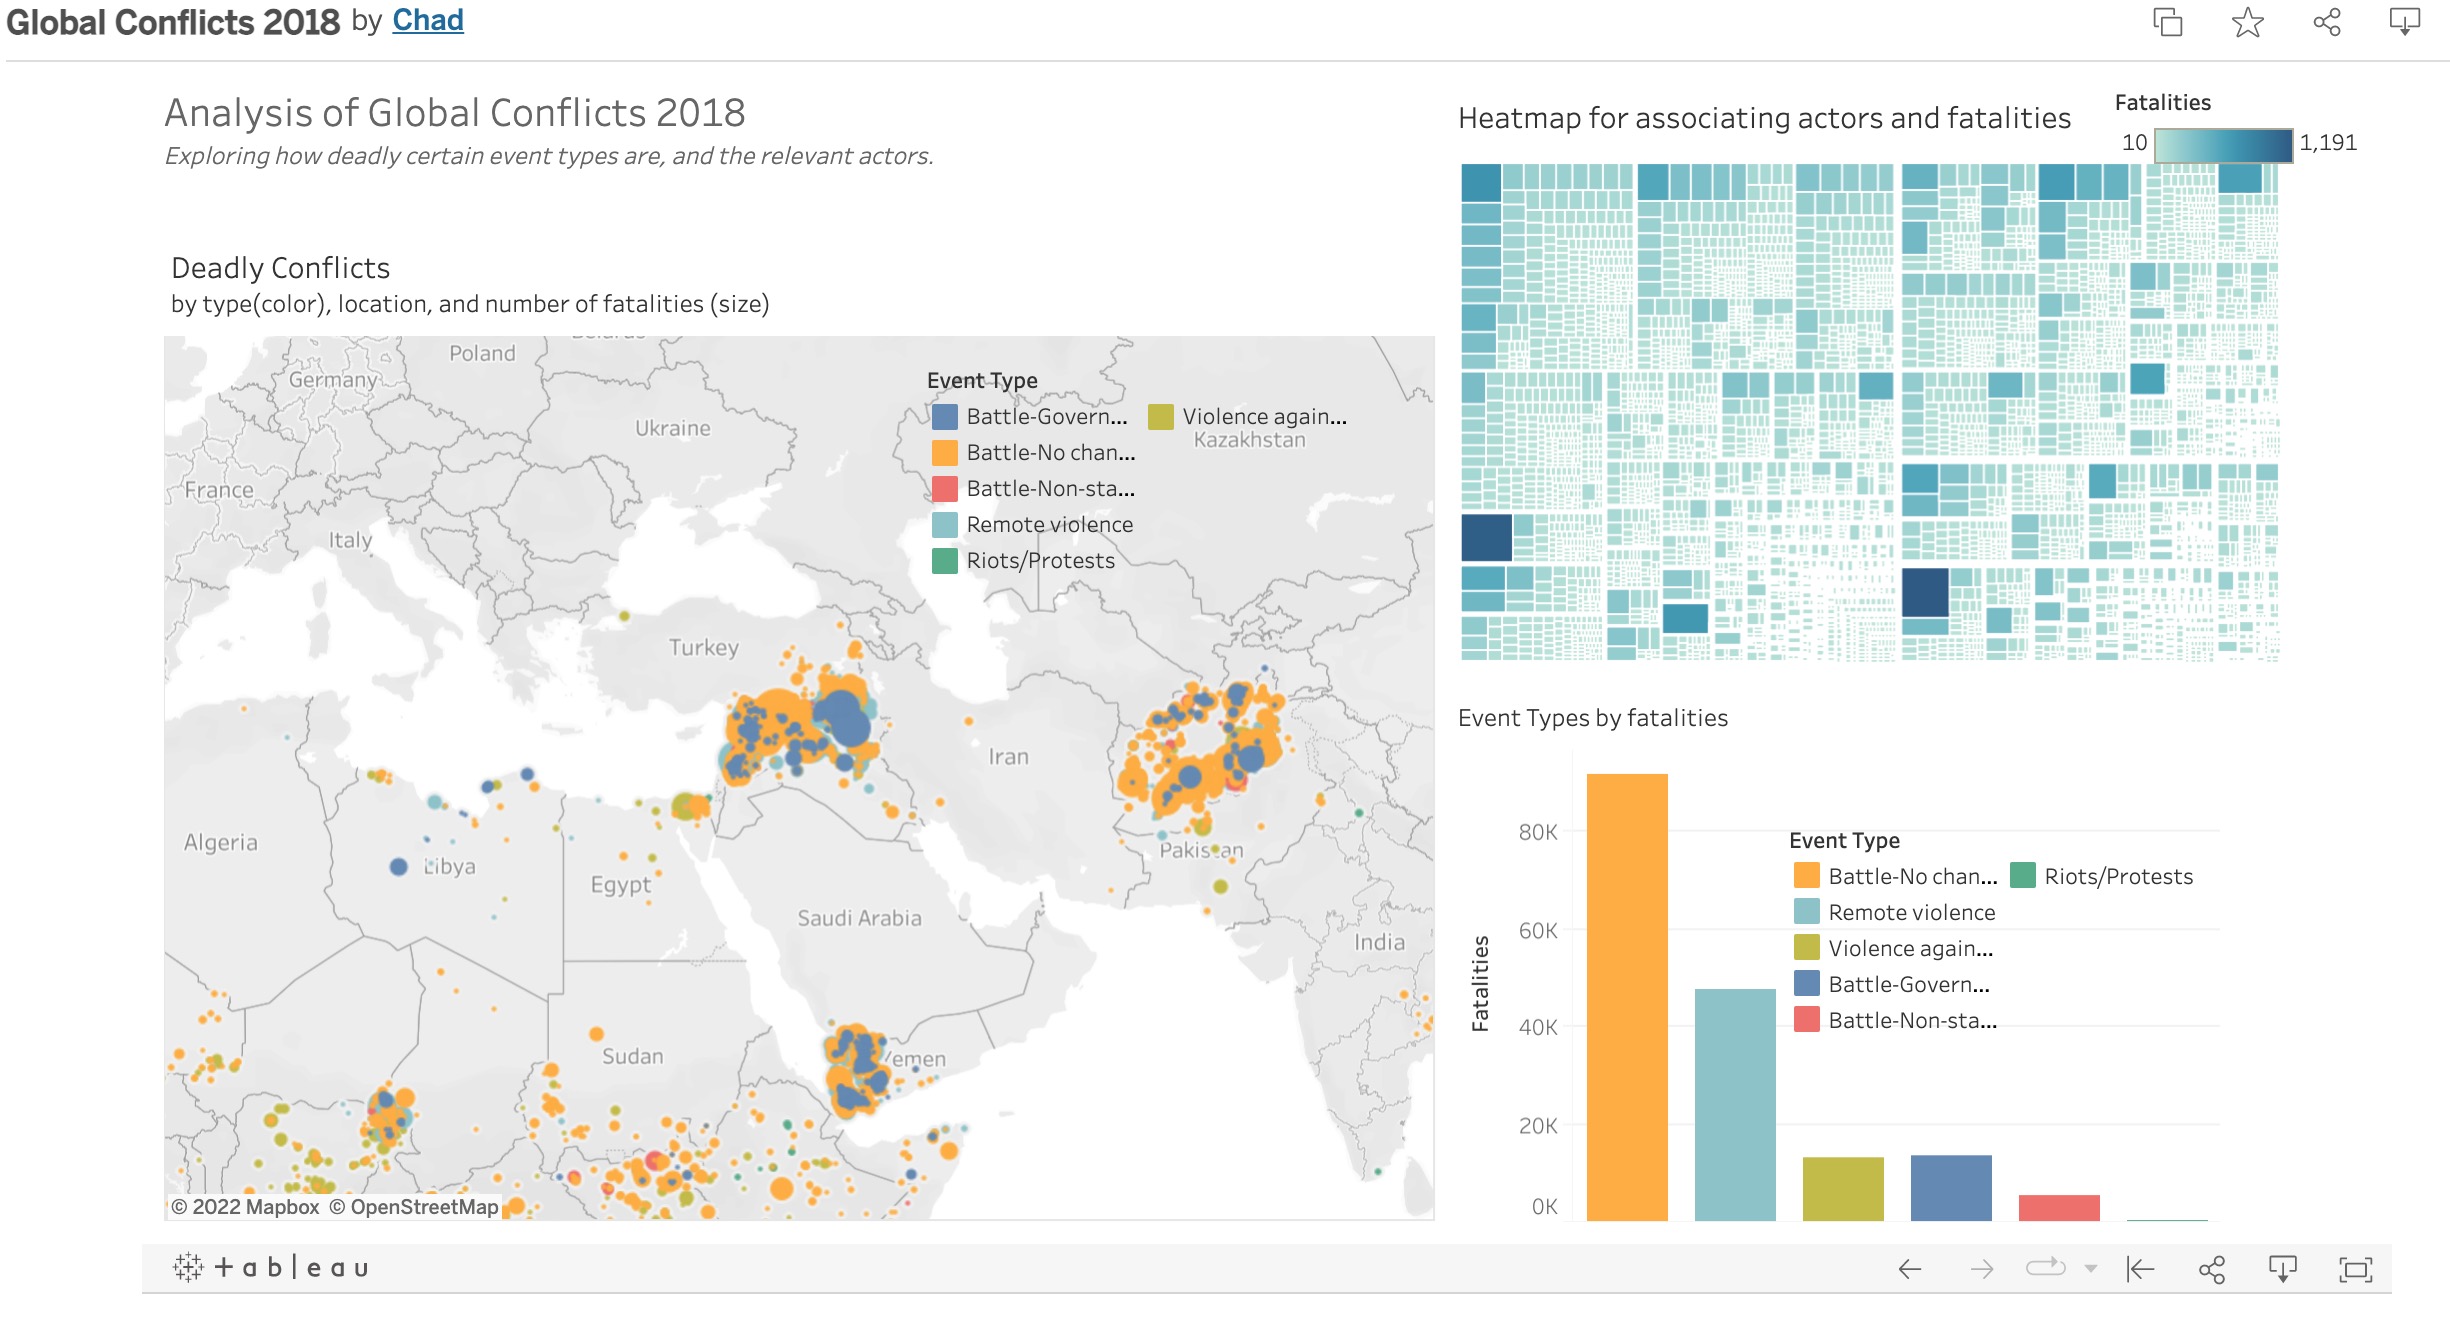 Global Conflicts 2018 by Chad
Analysis of Global Conflicts 2018
Exploring how deadly certain event types are, and the relevant actors.
Deadly Conflicts
by type(color), location, and number of fatalities (size)
Poland
Germany
Ukraine
France
Italy
Kazakhstan
Turkey
Iran
Algeria
Libya
Egypt
Pakistan
Saudi Arabia
India
Sudan
Yemen
Event Type
Battle-Govern...
Violence again...
Battle-No chan...
Battle-Non-sta...
Remote violence
Riots/Protests
© 2022 Mapbox © OpenStreetMap
Heatmap for associating actors and fatalities
Fatalities
10
1,191
Event Types by fatalities
Fatalities
80K
60K
40K
20K
0K
Event Type
Battle-No chan...
Riots/Protests
Remote violence
Violence again...
Battle-Govern...
Battle-Non-sta...
+ableau